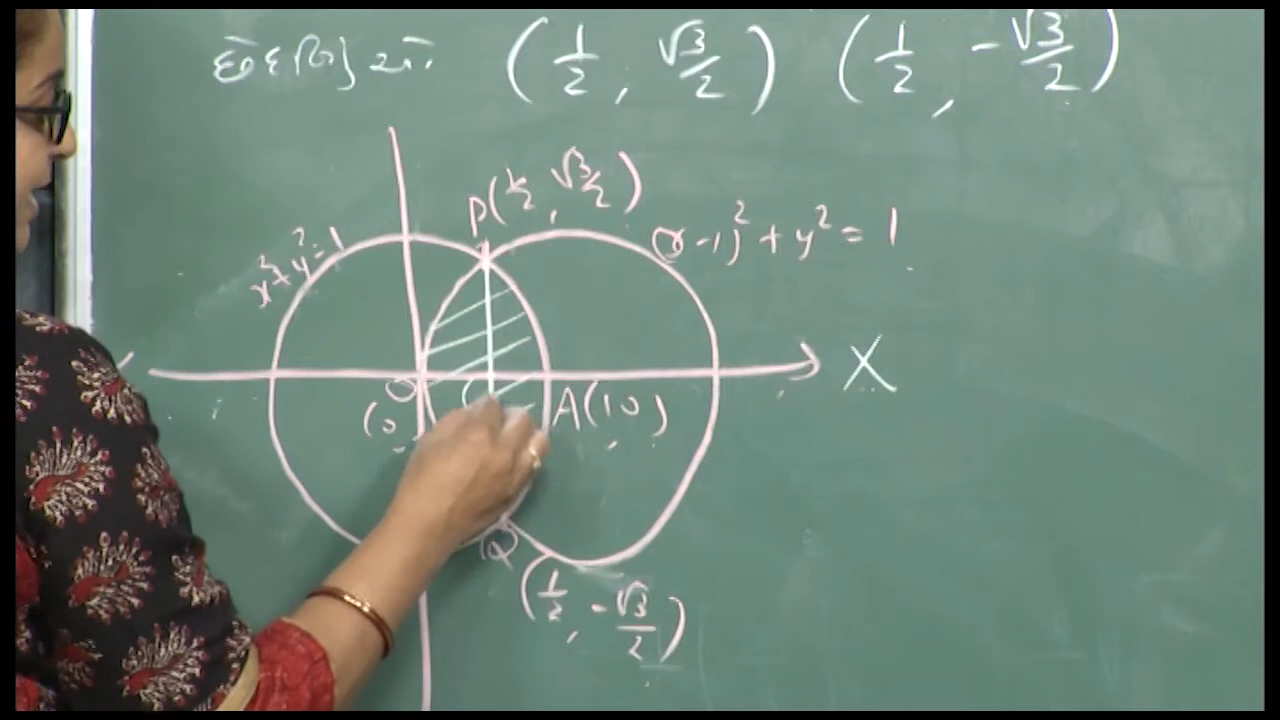 (1/2, √3/2) (1/2, -√3/2)
P(1/2, √3/2)
x²+y²=1
(x-1)²+y²=1
X
O
(0
A(1,0)
Q
(1/2, -√3/2)